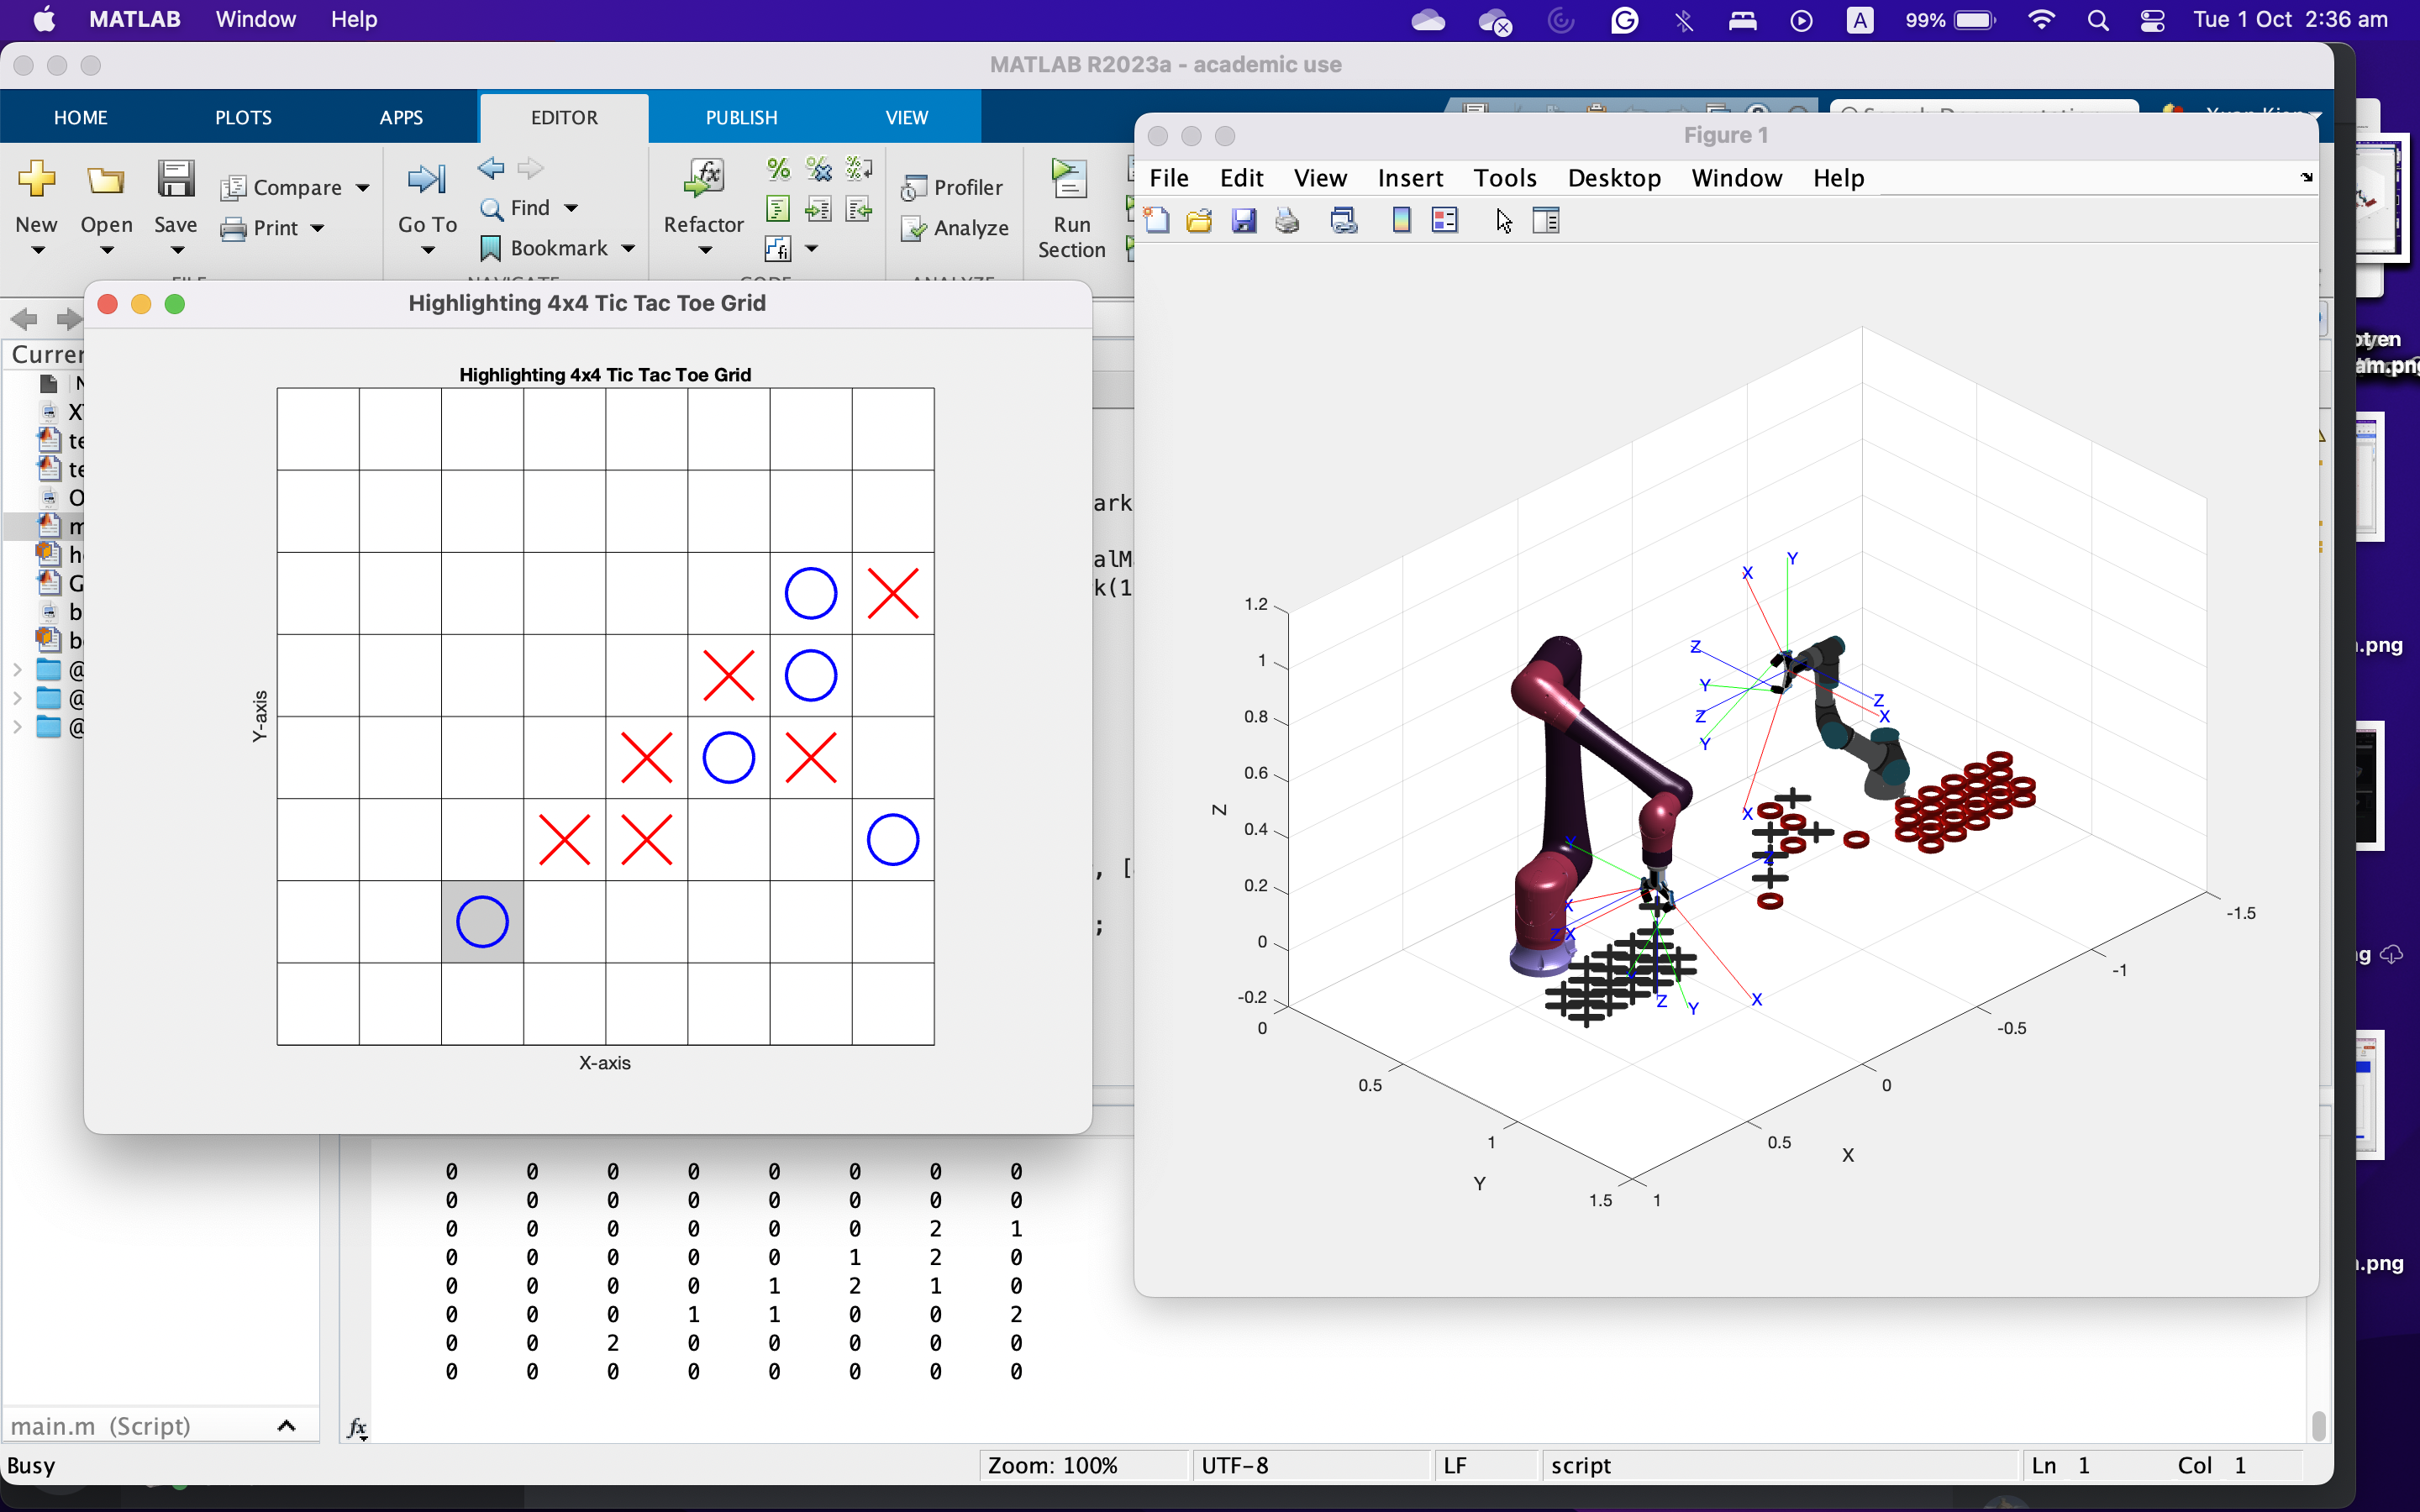 MATLAB Window Help
A 99% Tue 1 Oct 2:36 am
MATLAB R2023a - academic use
HOME PLOTS APPS EDITOR PUBLISH VIEW
New Open Save Compare Print
Go To Find Bookmark
Refactor
Profiler Analyze
Run Section
FILE NAVIGATE CODE ANALYZE
Highlighting 4x4 Tic Tac Toe Grid
Highlighting 4x4 Tic Tac Toe Grid
Y-axis
X-axis
Figure 1
File Edit View Insert Tools Desktop Window Help
1.2
1
0.8
0.6
0.4
0.2
0
-0.2
Z
0
0.5
1
1.5
Y
1
0.5
0
-0.5
-1
-1.5
X
X Y
Z
Y
Z
Y
Z
X
X
Z
Y
X
Z X
Z
Y
X
ark
alM
k(1
, [
;
0 0 0 0 0 0 0 0
0 0 0 0 0 0 0 0
0 0 0 0 0 0 2 1
0 0 0 0 0 1 2 0
0 0 0 0 1 2 1 0
0 0 0 1 1 0 0 2
0 0 2 0 0 0 0 0
0 0 0 0 0 0 0 0
fx
main.m (Script)
Busy
Zoom: 100% UTF-8 LF script Ln 1 Col 1
.png
.png